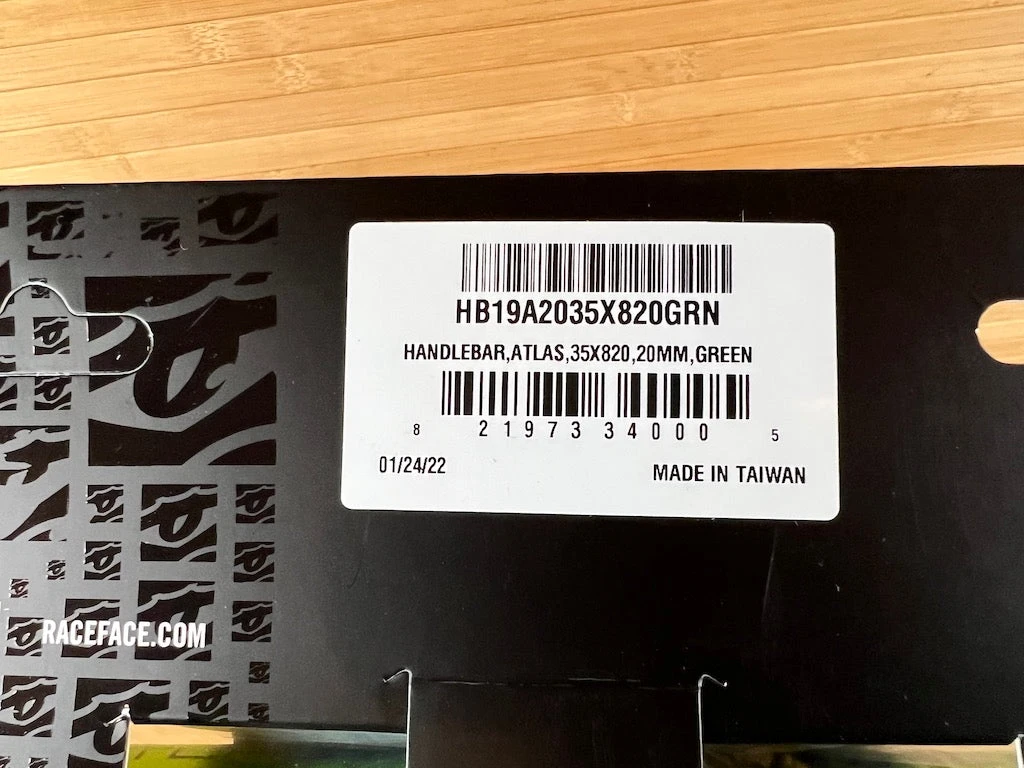 HB19A2035X820GRN
HANDLEBAR,ATLAS,35X820,20MM,GREEN
8 21973 34000 5
01/24/22 MADE IN TAIWAN
RACEFACE.COM